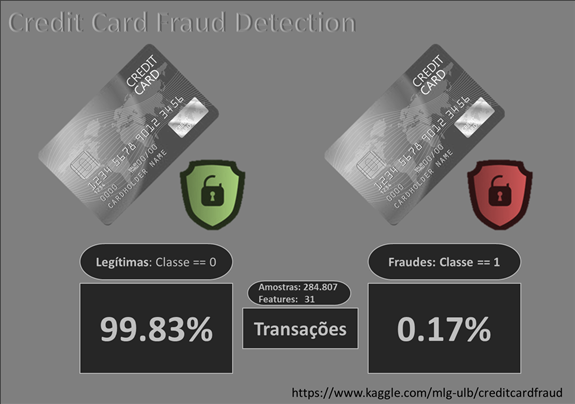 Credit Card Fraud Detection
CREDIT
CARD
1234 5678 9012 3456
0000
00/00
CARDHOLDER NAME
CREDIT
CARD
1234 5678 9012 3456
0000
00/00
CARDHOLDER NAME
Legítimas: Classe == 0
Fraudes: Classe == 1
Amostras: 284.807
Features: 31
99.83%
Transações
0.17%
https://www.kaggle.com/mlg-ulb/creditcardfraud